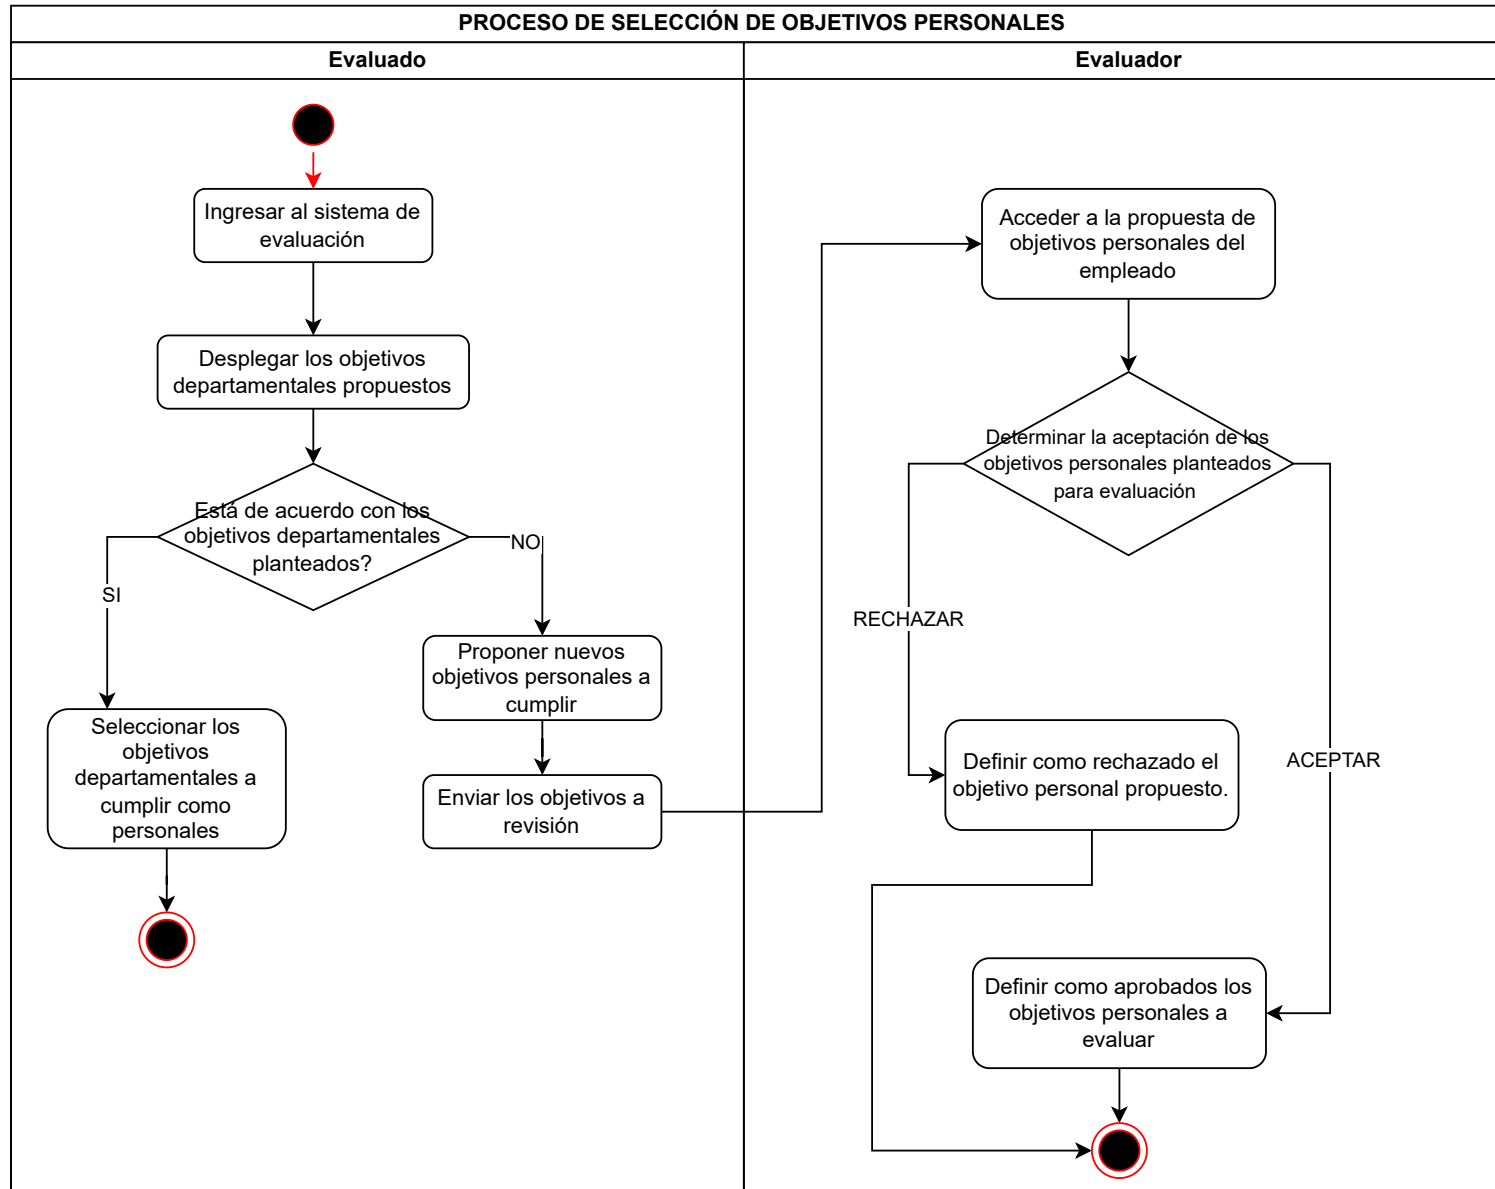 PROCESO DE SELECCIÓN DE OBJETIVOS PERSONALES
Evaluado
Evaluador
Ingresar al sistema de
evaluación
Desplegar los objetivos
departamentales propuestos
Está de acuerdo con los
objetivos departamentales
planteados?
SI
NO
Seleccionar los
objetivos
departamentales a
cumplir como
personales
Proponer nuevos
objetivos personales a
cumplir
Enviar los objetivos a
revisión
Acceder a la propuesta de
objetivos personales del
empleado
Determinar la aceptación de los
objetivos personales planteados
para evaluación
RECHAZAR
ACEPTAR
Definir como rechazado el
objetivo personal propuesto.
Definir como aprobados los
objetivos personales a
evaluar